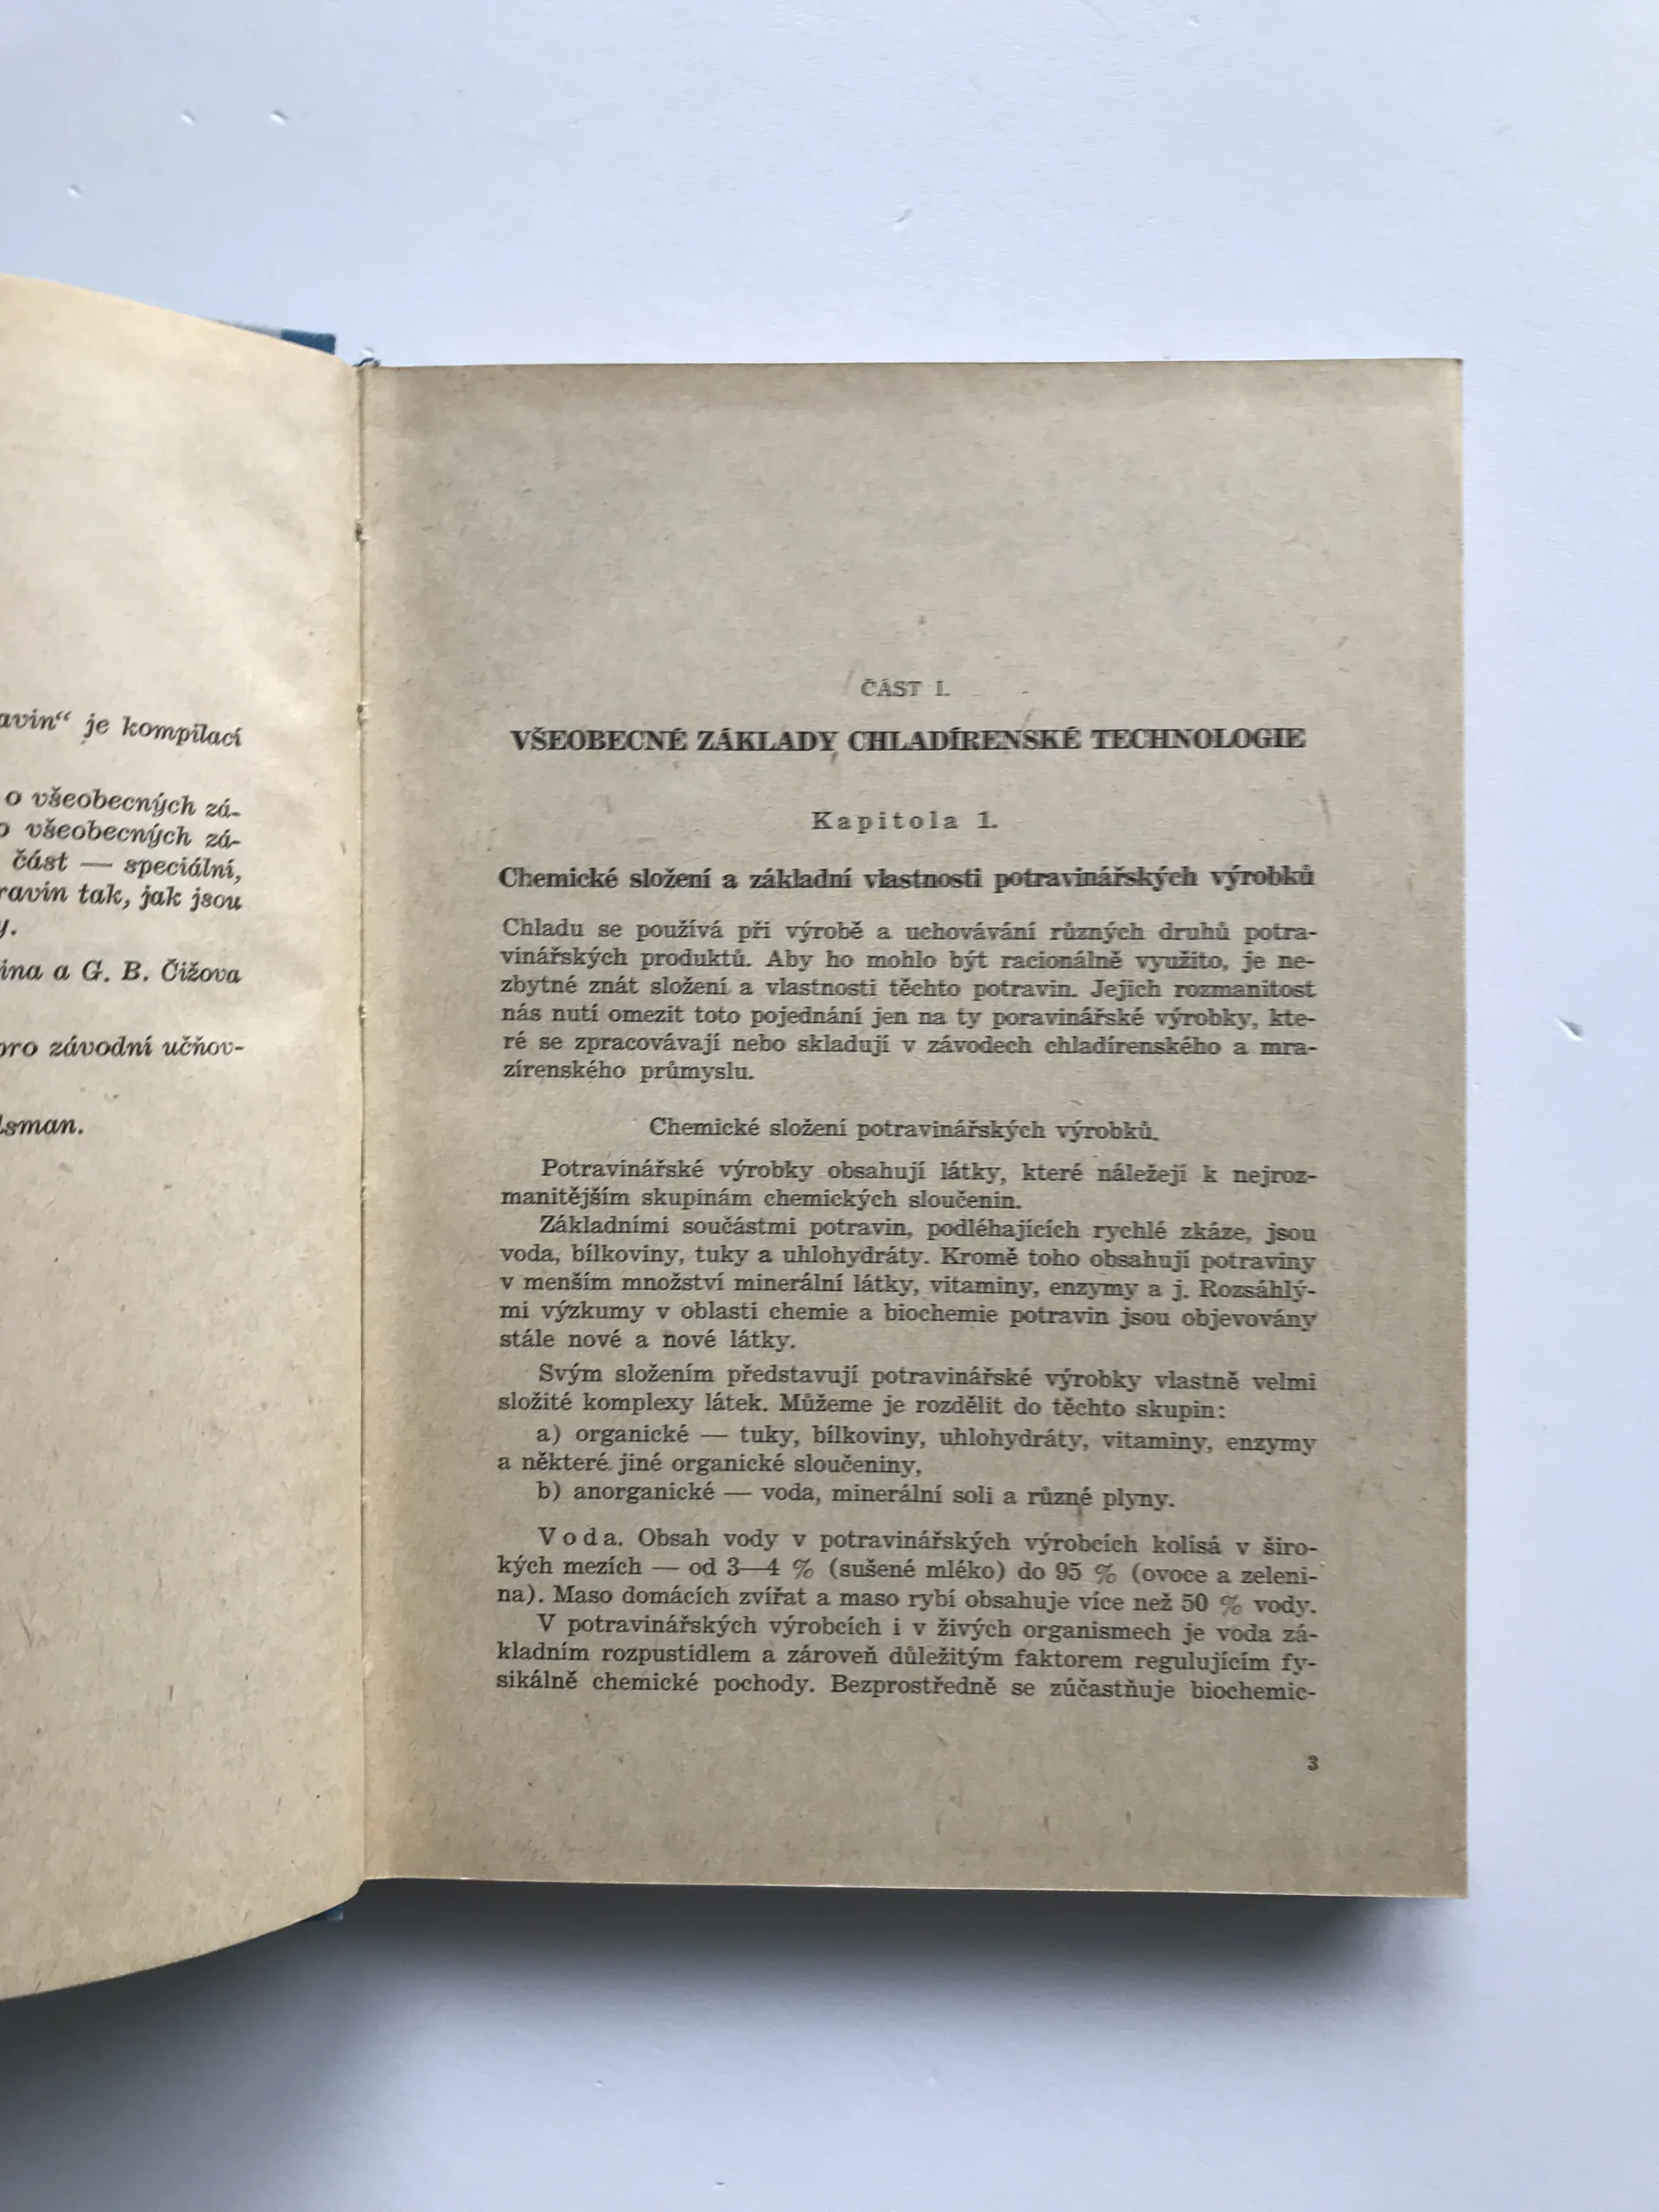 avin“ je kompilací
o všeobecných zá-
o všeobecných zá-
část — speciální,
ravin tak, jak jsou
y.
ina a G. B. Čižova
pro závodní učňov-
lsman.
ČÁST I.
VŠEOBECNÉ ZÁKLADY CHLADÍRENSKÉ TECHNOLOGIE
Kapitola 1.
Chemické složení a základní vlastnosti potravinářských výrobků
Chladu se používá při výrobě a uchovávání různých druhů potra-
vinářských produktů. Aby ho mohlo být racionálně využito, je ne-
zbytné znát složení a vlastnosti těchto potravin. Jejich rozmanitost
nás nutí omezit toto pojednání jen na ty poravinářské výrobky, kte-
ré se zpracovávají nebo skladují v závodech chladírenského a mra-
zírenského průmyslu.
Chemické složení potravinářských výrobků.
Potravinářské výrobky obsahují látky, které náležejí k nejroz-
manitějším skupinám chemických sloučenin.
Základními součástmi potravin, podléhajících rychlé zkáze, jsou
voda, bílkoviny, tuky a uhlohydráty. Kromě toho obsahují potraviny
v menším množství minerální látky, vitaminy, enzymy a j. Rozsáhlý-
mi výzkumy v oblasti chemie a biochemie potravin jsou objevovány
stále nové a nové látky.
Svým složením představují potravinářské výrobky vlastně velmi
složité komplexy látek. Můžeme je rozdělit do těchto skupin:
a) organické — tuky, bílkoviny, uhlohydráty, vitaminy, enzymy
a některé jiné organické sloučeniny,
b) anorganické — voda, minerální soli a různé plyny.
Voda. Obsah vody v potravinářských výrobcích kolísá v širo-
kých mezích — od 3—4 % (sušené mléko) do 95 % (ovoce a zeleni-
na). Maso domácích zvířat a maso rybí obsahuje více než 50 % vody.
V potravinářských výrobcích i v živých organismech je voda zá-
kladním rozpustidlem a zároveň důležitým faktorem regulujícím fy-
sikálně chemické pochody. Bezprostředně se zúčastňuje biochemic-
3